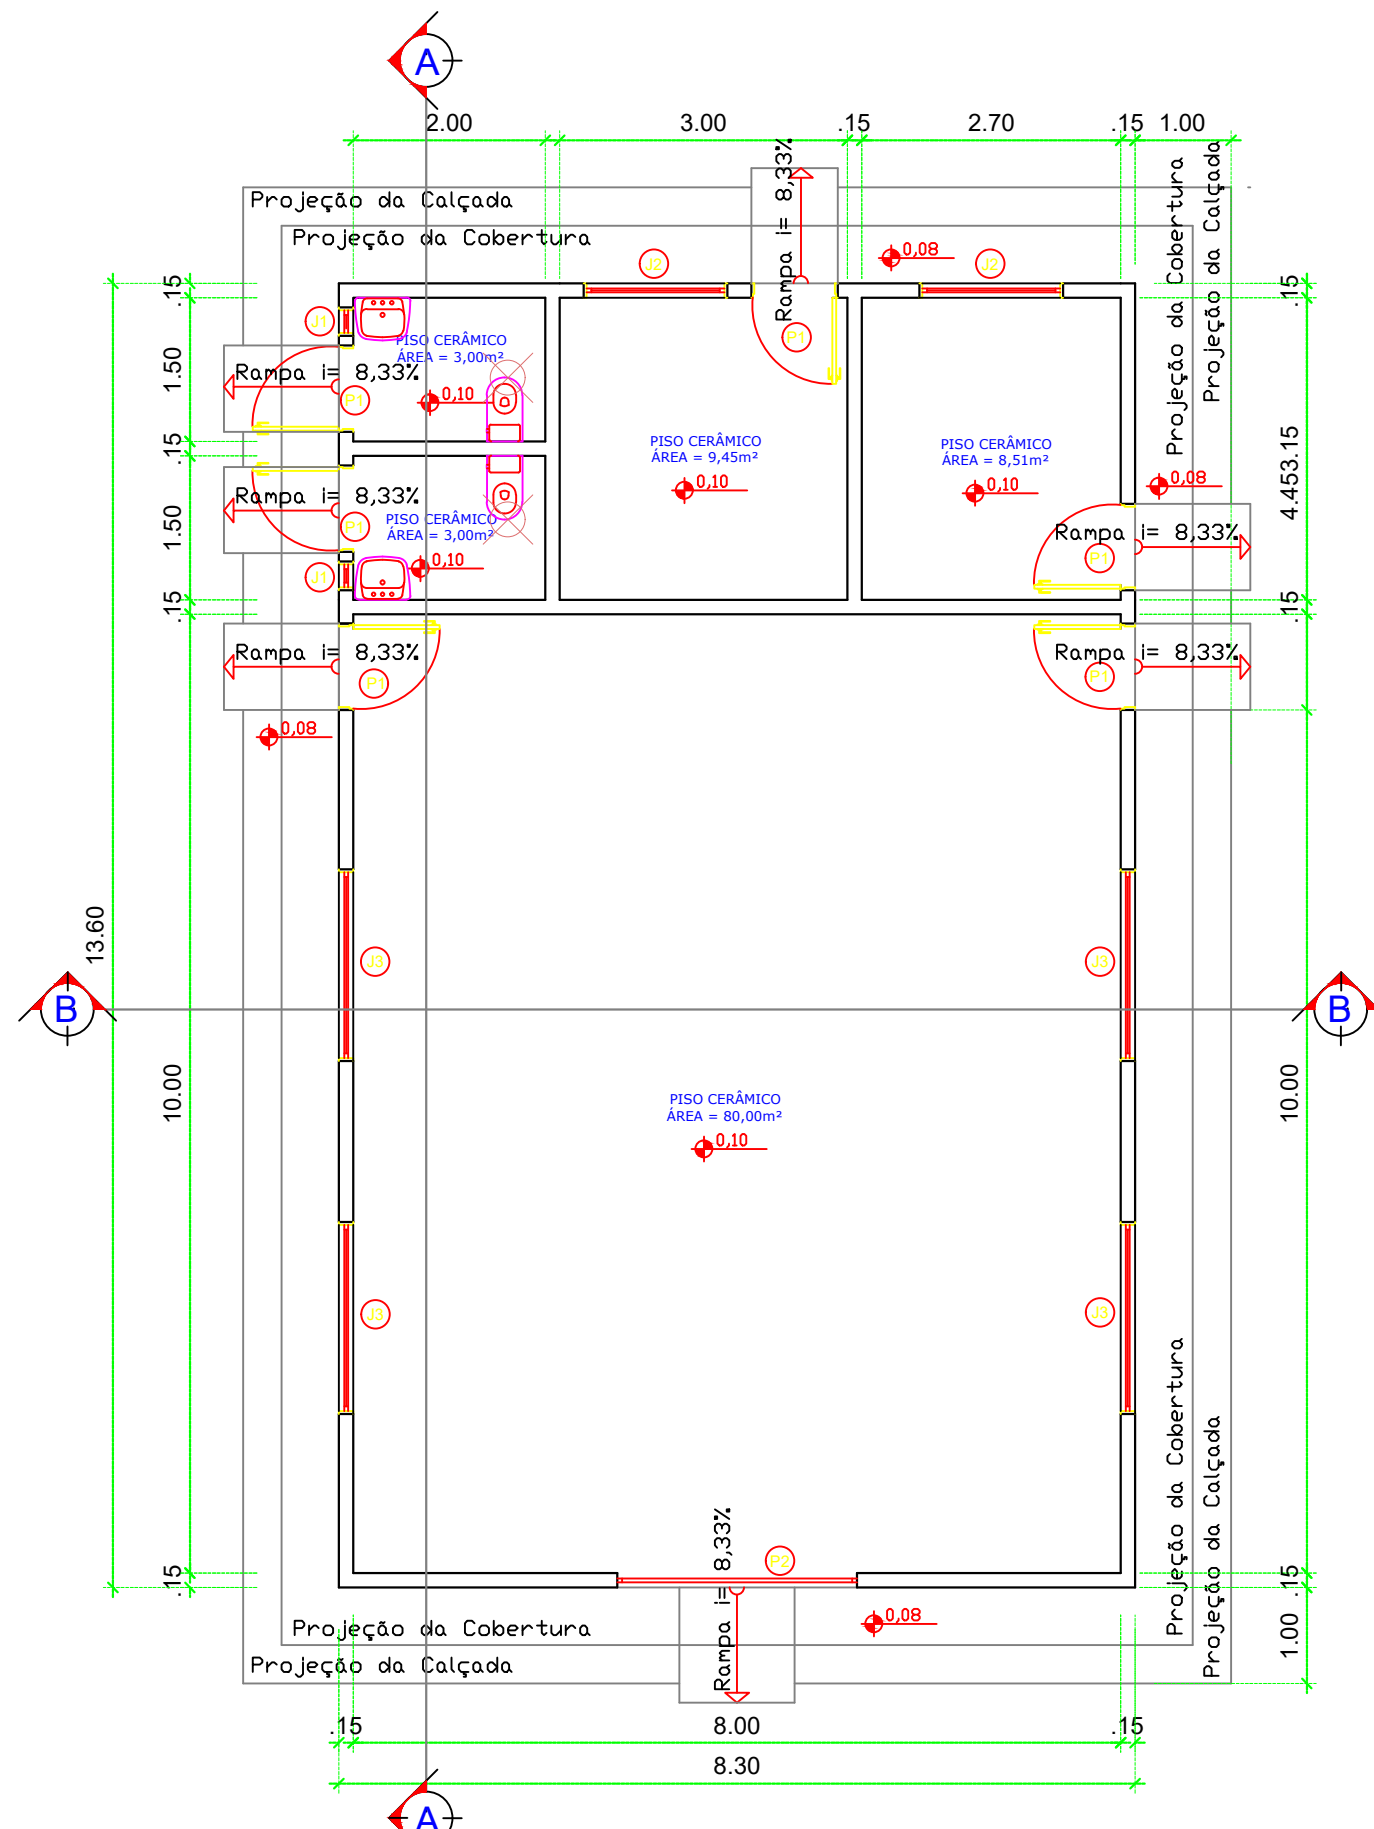 A
2.00
3.00
.15
2.70
.15
1.00
Projeção da Calçada
Projeção da Cobertura
Rampa i= 8,33%
Projeção da Cobertura
Projeção da Calçada
J2
0,08
J2
.15
.15
J1
PISO CERÂMICO
ÁREA = 3,00m²
P1
1.50
Rampa i= 8,33%
P1
0,10
.15
PISO CERÂMICO
ÁREA = 9,45m²
0,10
PISO CERÂMICO
ÁREA = 8,51m²
0,10
0,08
4.453.15
Rampa i= 8,33%
P1
1.50
PISO CERÂMICO
ÁREA = 3,00m²
0,10
J1
Rampa i= 8,33%
P1
.15
.15
Rampa i= 8,33%
P1
Rampa i= 8,33%
P1
0,08
13.60
J3
J3
B
B
10.00
10.00
PISO CERÂMICO
ÁREA = 80,00m²
0,10
J3
J3
Projeção da Cobertura
Projeção da Calçada
Rampa i= 8,33%
P2
.15
.15
0,08
Projeção da Cobertura
Projeção da Calçada
1.00
.15
8.00
.15
8.30
A